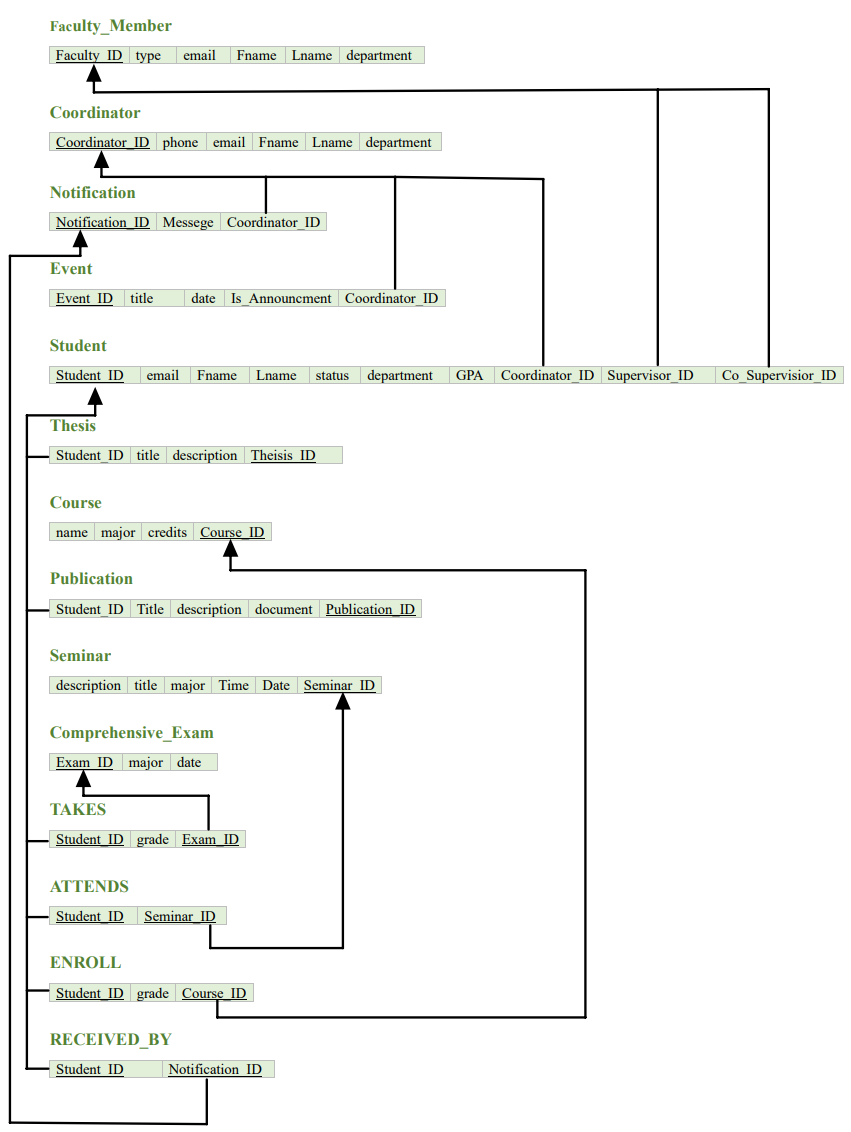 Faculty_Member
Faculty_ID type email Fname Lname department
Coordinator
Coordinator_ID phone email Fname Lname department
Notification
Notification_ID Messege Coordinator_ID
Event
Event_ID title date Is_Announcment Coordinator_ID
Student
Student_ID email Fname Lname status department GPA Coordinator_ID Supervisor_ID Co_Supervisior_ID
Thesis
Student_ID title description Theisis_ID
Course
name major credits Course_ID
Publication
Student_ID Title description document Publication_ID
Seminar
description title major Time Date Seminar_ID
Comprehensive_Exam
Exam_ID major date
TAKES
Student_ID grade Exam_ID
ATTENDS
Student_ID Seminar_ID
ENROLL
Student_ID grade Course_ID
RECEIVED_BY
Student_ID Notification_ID